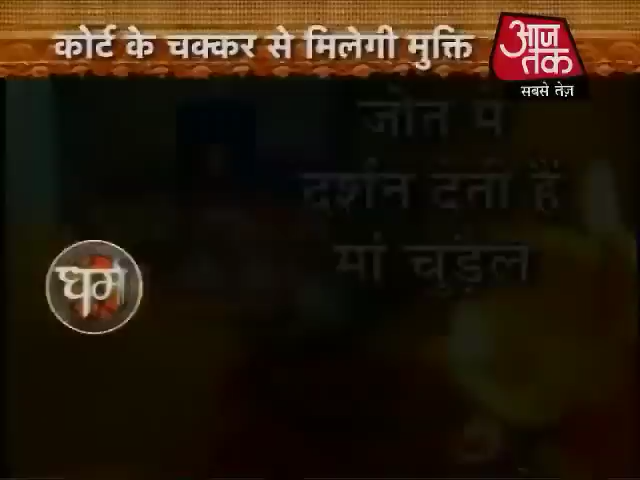 कोर्ट के चक्कर से मिलेगी मुक्ति
आज
तक
सबसे तेज़
जोत में
दर्शन देती हैं
मां चुड़ैल
धर्म